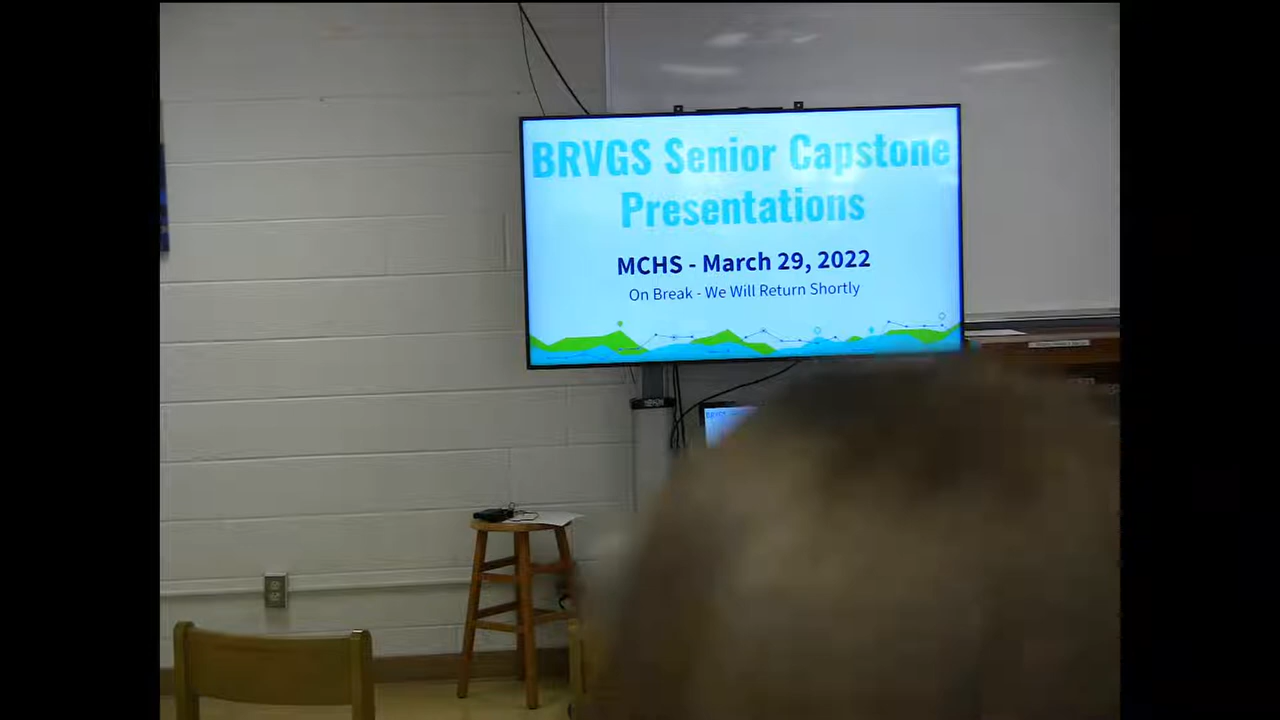 BRVGS Senior Capstone
Presentations
MCHS - March 29, 2022
On Break - We Will Return Shortly